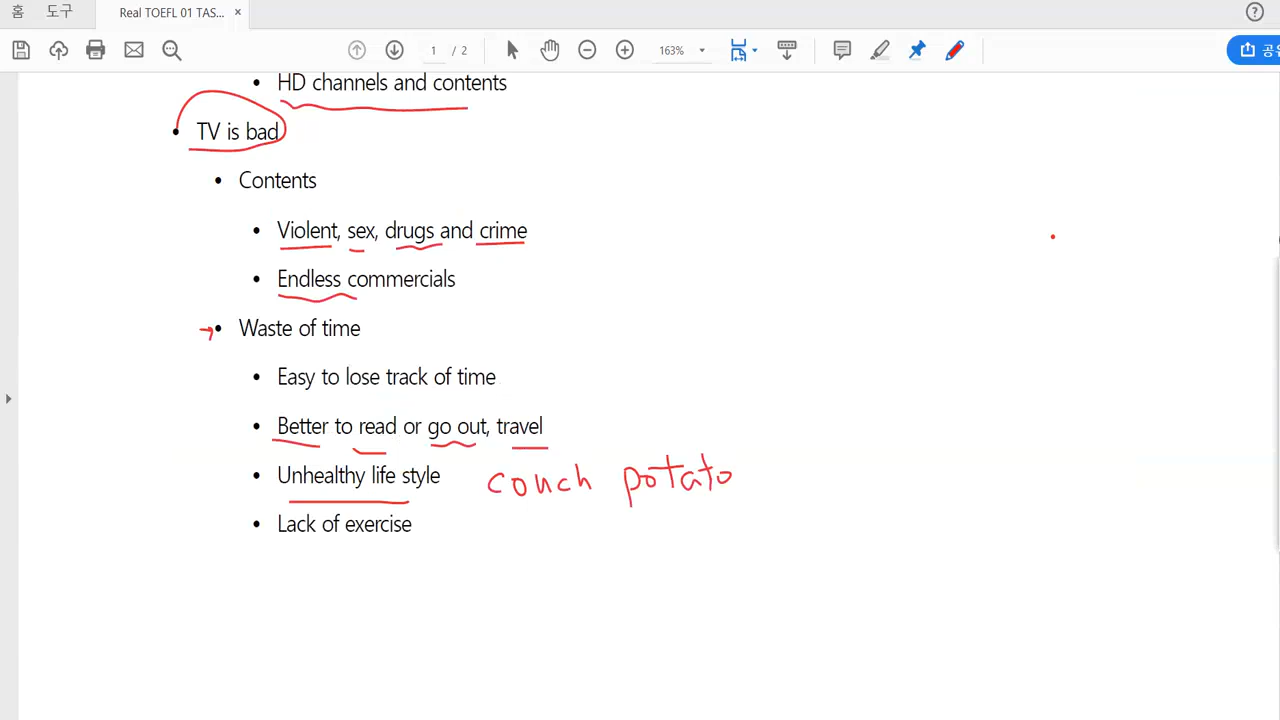 홈 도구 Real TOEFL 01 TAS... ×
1 / 2 163%
HD channels and contents
TV is bad
Contents
Violent, sex, drugs and crime
Endless commercials
Waste of time
Easy to lose track of time
Better to read or go out, travel
Unhealthy life style couch potato
Lack of exercise